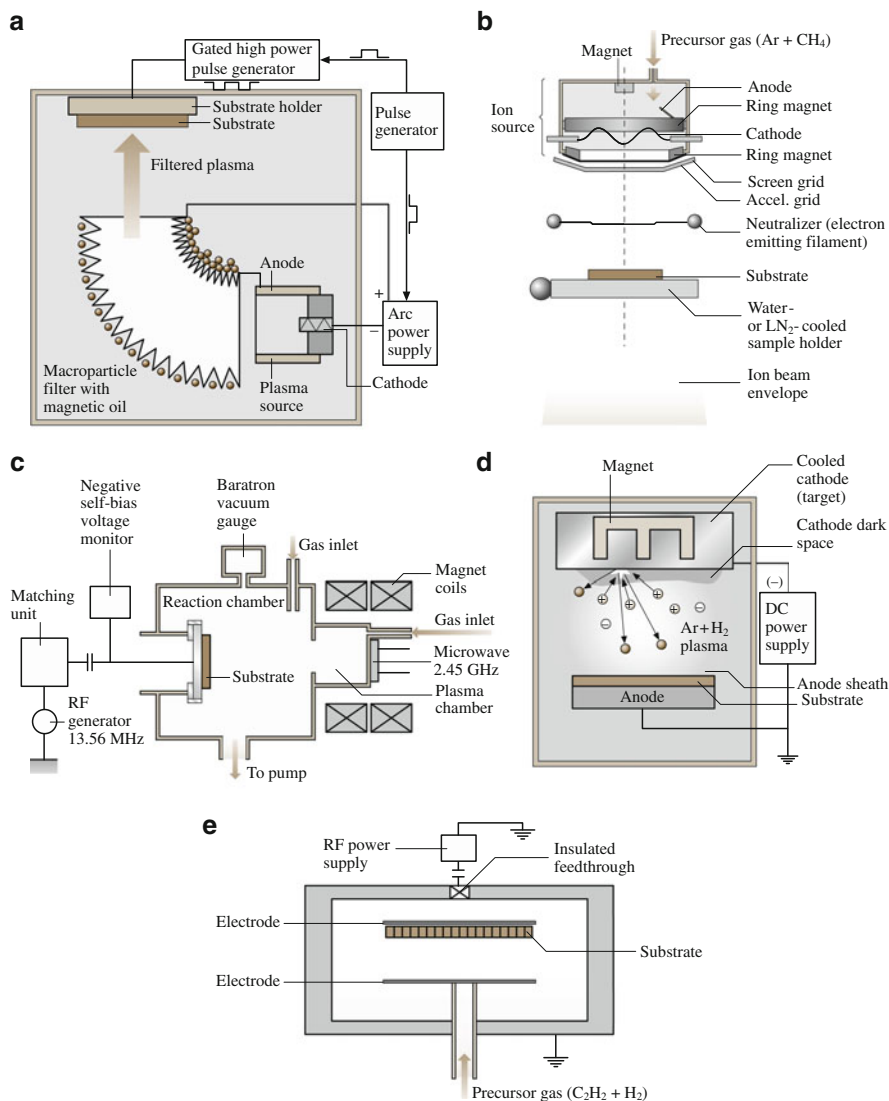 a
Gated high power
pulse generator
Substrate holder
Substrate
Pulse
generator
Filtered plasma
Anode
+
−
Arc
power
supply
Macroparticle
filter with
magnetic oil
Plasma
source
Cathode
b
Precursor gas (Ar + CH₄)
Magnet
Anode
Ring magnet
Ion
source
Cathode
Ring magnet
Screen grid
Accel. grid
Neutralizer (electron
emitting filament)
Substrate
Water-
or LN₂- cooled
sample holder
Ion beam
envelope
c
Negative
self-bias
voltage
monitor
Baratron
vacuum
gauge
Gas inlet
Magnet
coils
Matching
unit
Reaction chamber
Gas inlet
Microwave
2.45 GHz
Substrate
Plasma
chamber
RF
generator
13.56 MHz
To pump
d
Magnet
Cooled
cathode
(target)
Cathode dark
space
(−)
+
+
+
+
−
−
DC
power
supply
Ar+H₂
plasma
Anode sheath
Substrate
Anode
e
RF power
supply
Insulated
feedthrough
Electrode
Substrate
Electrode
Precursor gas (C₂H₂ + H₂)